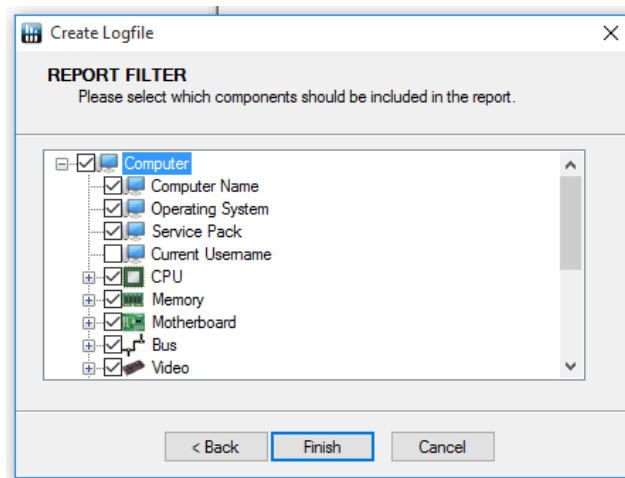 Create Logfile
REPORT FILTER
Please select which components should be included in the report.
Computer
Computer Name
Operating System
Service Pack
Current Username
CPU
Memory
Motherboard
Bus
Video
< Back Finish Cancel